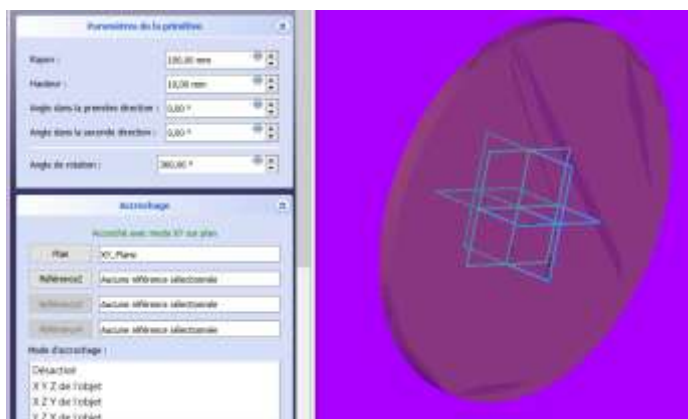 Paramètres de la primitive
Rayon : 100,00 mm
Hauteur : 10,00 mm
Angle dans la première direction : 0,00 °
Angle dans la seconde direction : 0,00 °
Angle de rotation : 360,00 °
Accrochage
Accroché avec mode XY sur plan
Plan XY_Plane
Référence2 Aucune référence sélectionnée
Référence3 Aucune référence sélectionnée
Référence4 Aucune référence sélectionnée
Mode d'accrochage :
Désactivé
X Y Z de l'objet
X Z Y de l'objet